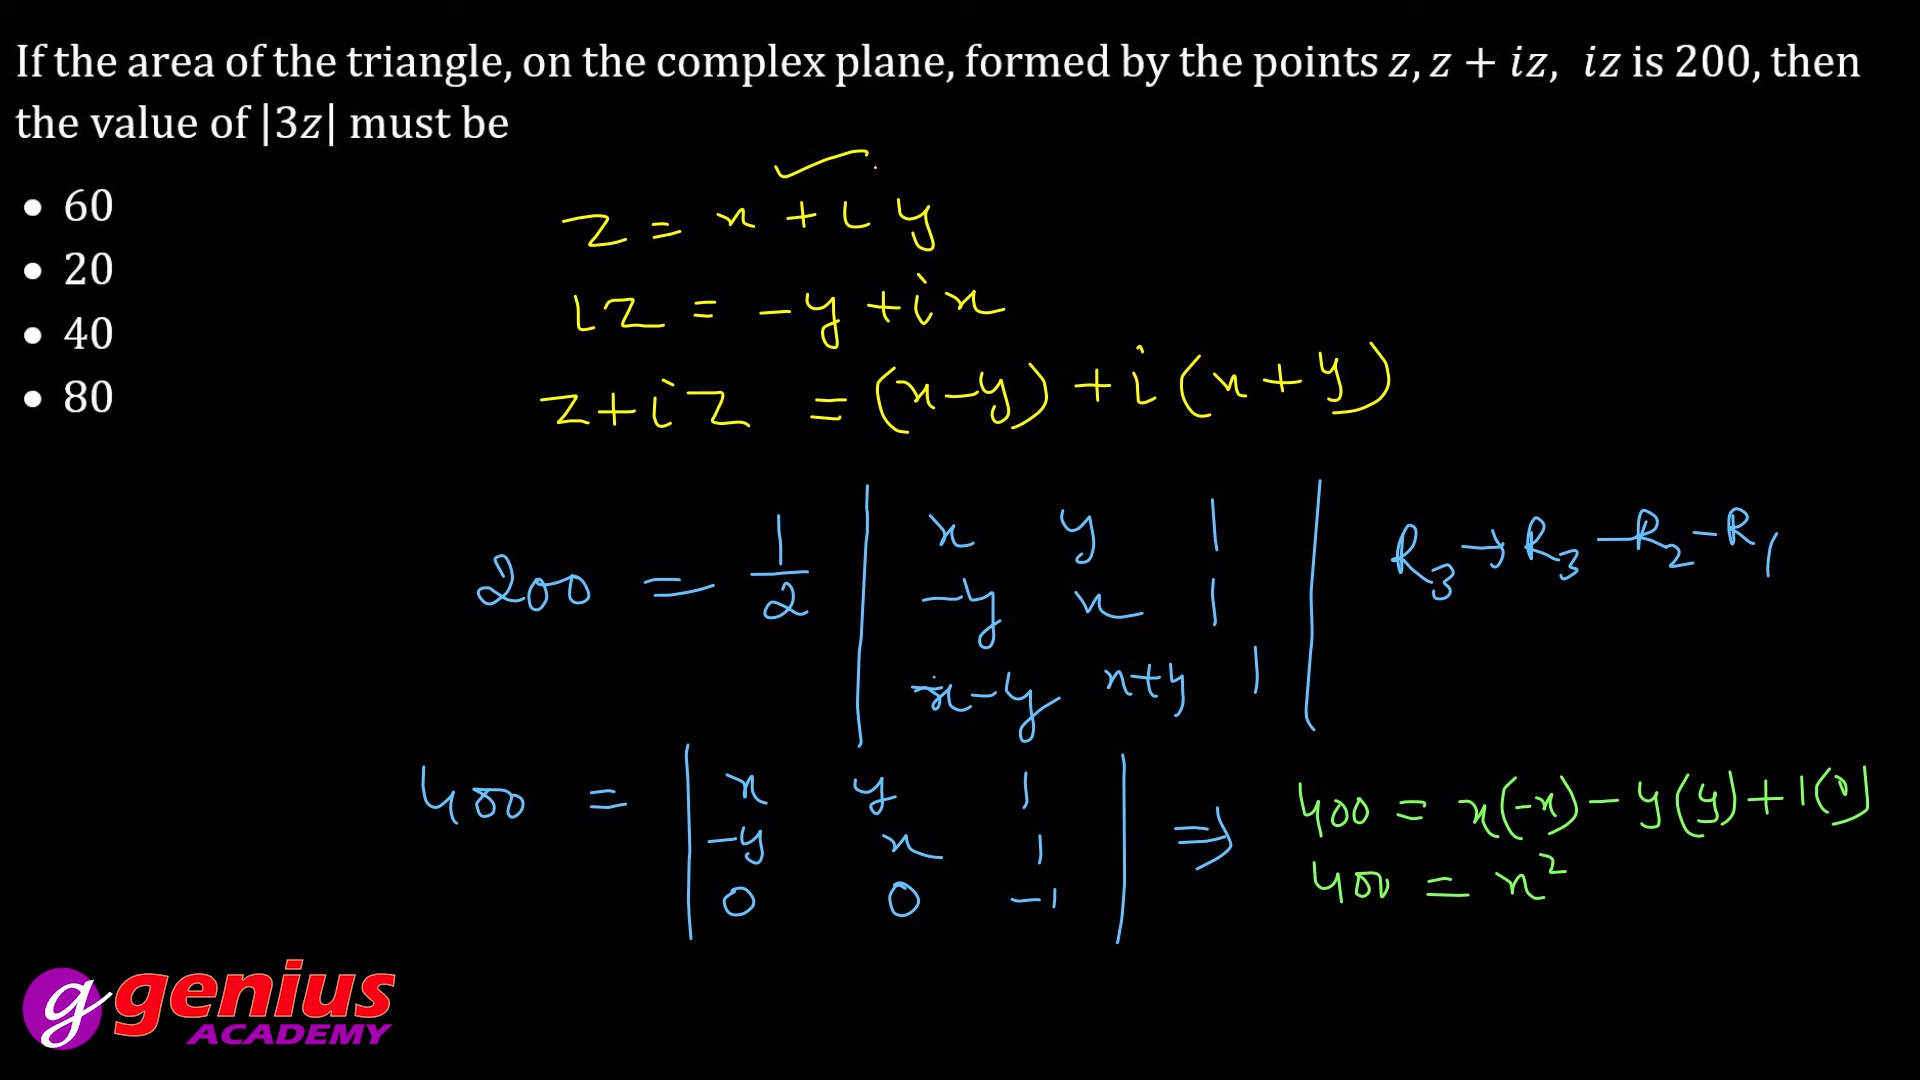 If the area of the triangle, on the complex plane, formed by the points z, z + iz, iz is 200, then
the value of |3z| must be
• 60
• 20
• 40
• 80
z = x + i y
iz = -y + ix
z + iz = (x-y) + i (x+y)
200 = 1/2 | x y 1 | R3 → R3 - R2 - R1
-y x 1
x-y x+y 1
400 = | x y 1 | ⇒ 400 = x(-x) - y(y) + 1(0)
-y x 1
0 0 -1
400 = x²
g genius
ACADEMY